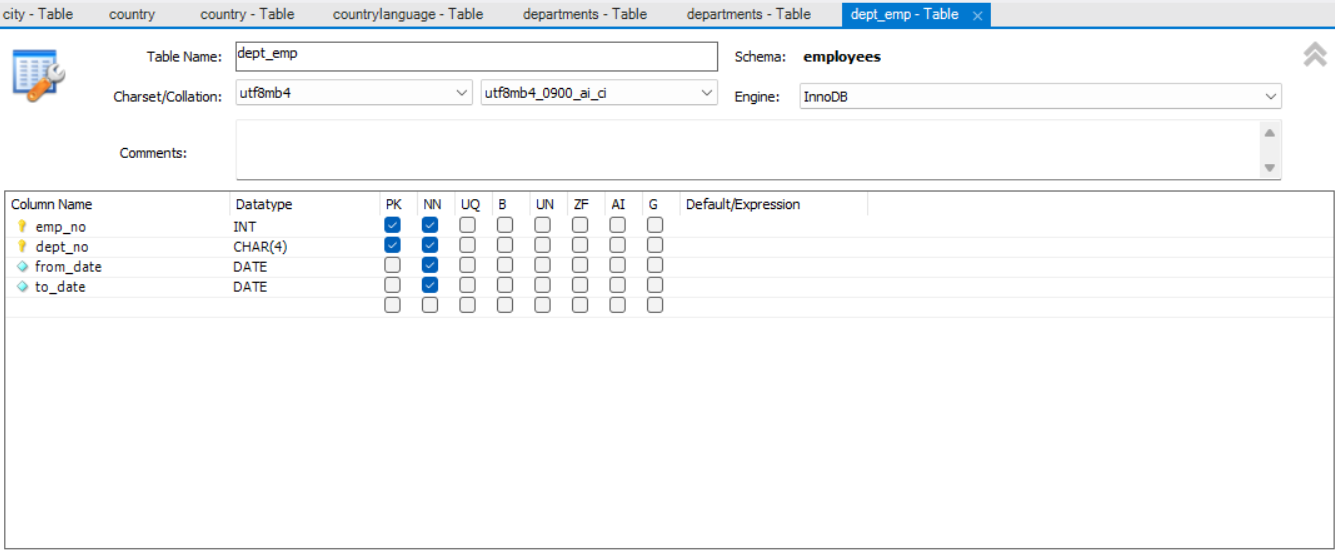 city - Table country country - Table countrylanguage - Table departments - Table departments - Table dept_emp - Table
Table Name: dept_emp Schema: employees
Charset/Collation: utf8mb4 utf8mb4_0900_ai_ci Engine: InnoDB
Comments:
Column Name Datatype PK NN UQ B UN ZF AI G Default/Expression
emp_no INT
dept_no CHAR(4)
from_date DATE
to_date DATE